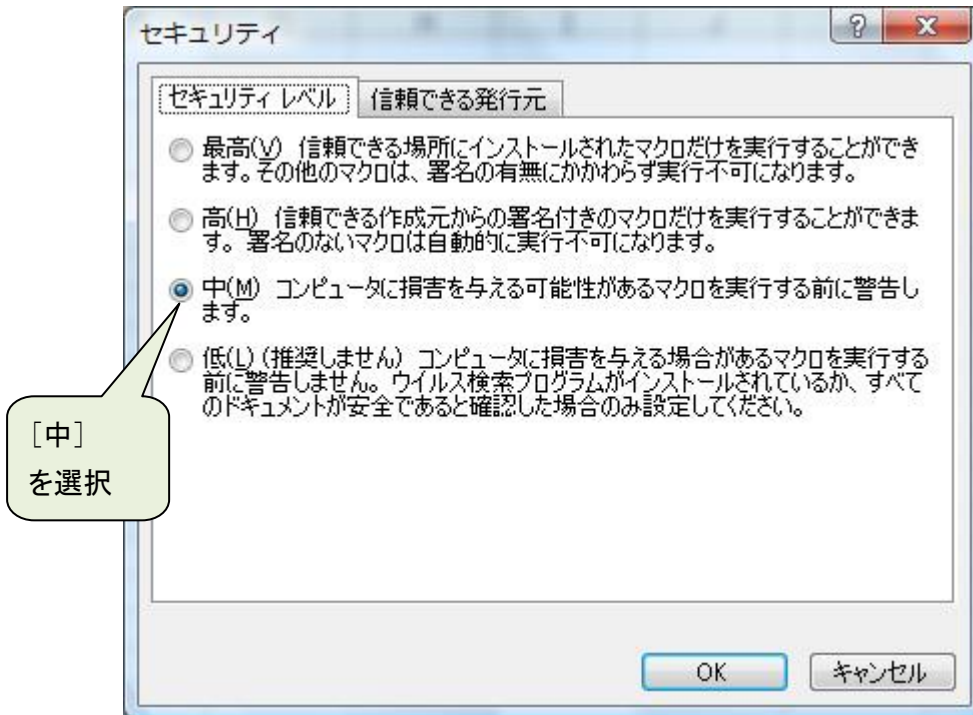 セキュリティ
セキュリティ レベル　信頼できる発行元
最高(V) 信頼できる場所にインストールされたマクロだけを実行することができ
ます。その他のマクロは、署名の有無にかかわらず実行不可になります。
高(H) 信頼できる作成元からの署名付きのマクロだけを実行することができま
す。 署名のないマクロは自動的に実行不可になります。
中(M) コンピュータに損害を与える可能性があるマクロを実行する前に警告し
ます。
低(L) (推奨しません) コンピュータに損害を与える場合があるマクロを実行する
前に警告しません。ウイルス検索プログラムがインストールされているか、すべて
のドキュメントが安全であると確認した場合のみ設定してください。
［中］
を選択
OK　キャンセル